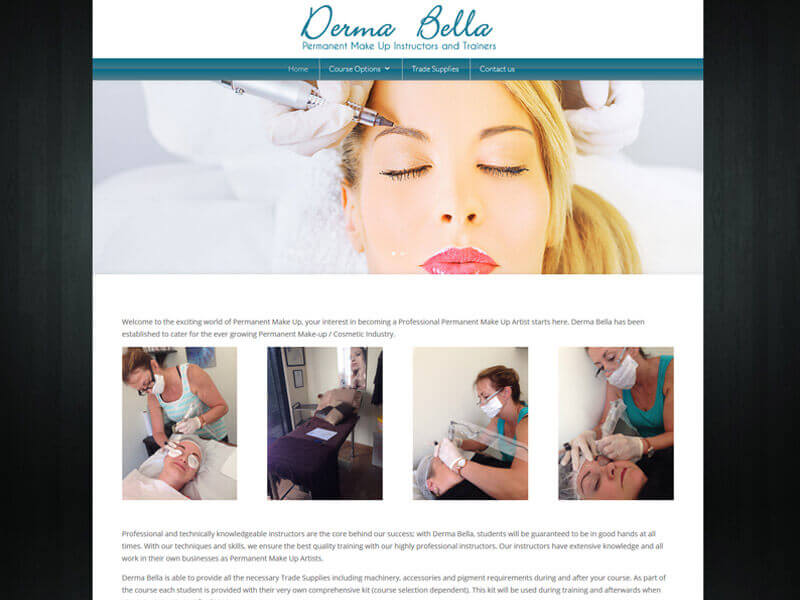 Derma Bella
Permanent Make Up Instructors and Trainers
Home Course Options Trade Supplies Contact us
Welcome to the exciting world of Permanent Make Up, your interest in becoming a Professional Permanent Make Up Artist starts here. Derma Bella has been
established to cater for the ever growing Permanent Make-up / Cosmetic Industry.
Professional and technically knowledgeable instructors are the core behind our success; with Derma Bella, students will be guaranteed to be in good hands at all
times. With our techniques and skills, we ensure the best quality training with our highly professional instructors. Our instructors have extensive knowledge and all
work in their own businesses as Permanent Make Up Artists.
Derma Bella is able to provide all the necessary Trade Supplies including machinery, accessories and pigment requirements during and after your course. As part of
the course each student is provided with their very own comprehensive kit (course selection dependent). This kit will be used during training and afterwards when